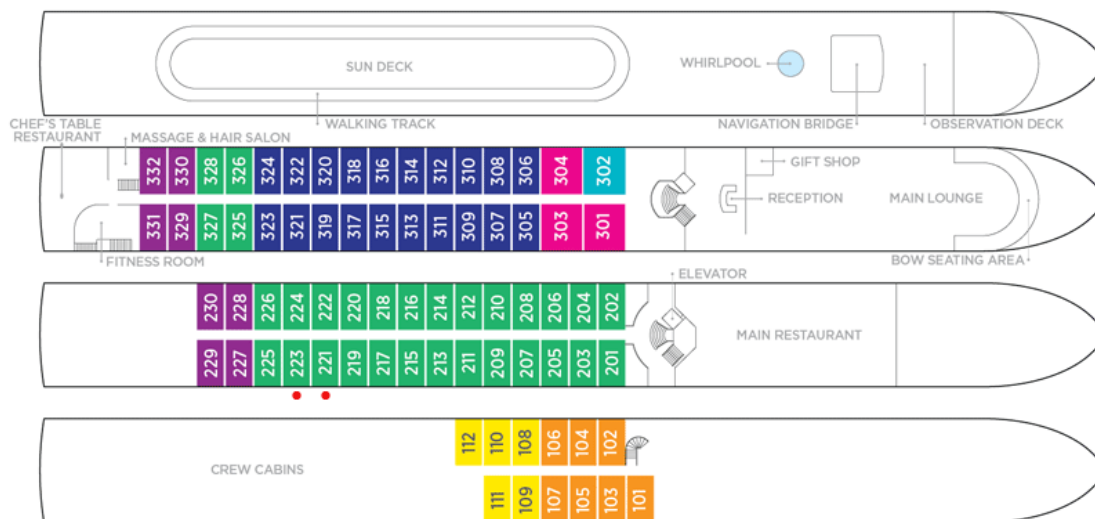 SUN DECK
WHIRLPOOL
CHEF'S TABLE
RESTAURANT
WALKING TRACK
NAVIGATION BRIDGE
OBSERVATION DECK
MASSAGE & HAIR SALON
332 330 328 326 324 322 320 318 316 314 312 310 308 306 304 302
GIFT SHOP
RECEPTION
MAIN LOUNGE
331 329 327 325 323 321 319 317 315 313 311 309 307 305 303 301
FITNESS ROOM
BOW SEATING AREA
ELEVATOR
230 228 226 224 222 220 218 216 214 212 210 208 206 204 202
MAIN RESTAURANT
229 227 225 223 221 219 217 215 213 211 209 207 205 203 201
112 110 108 106 104 102
CREW CABINS
111 109 107 105 103 101